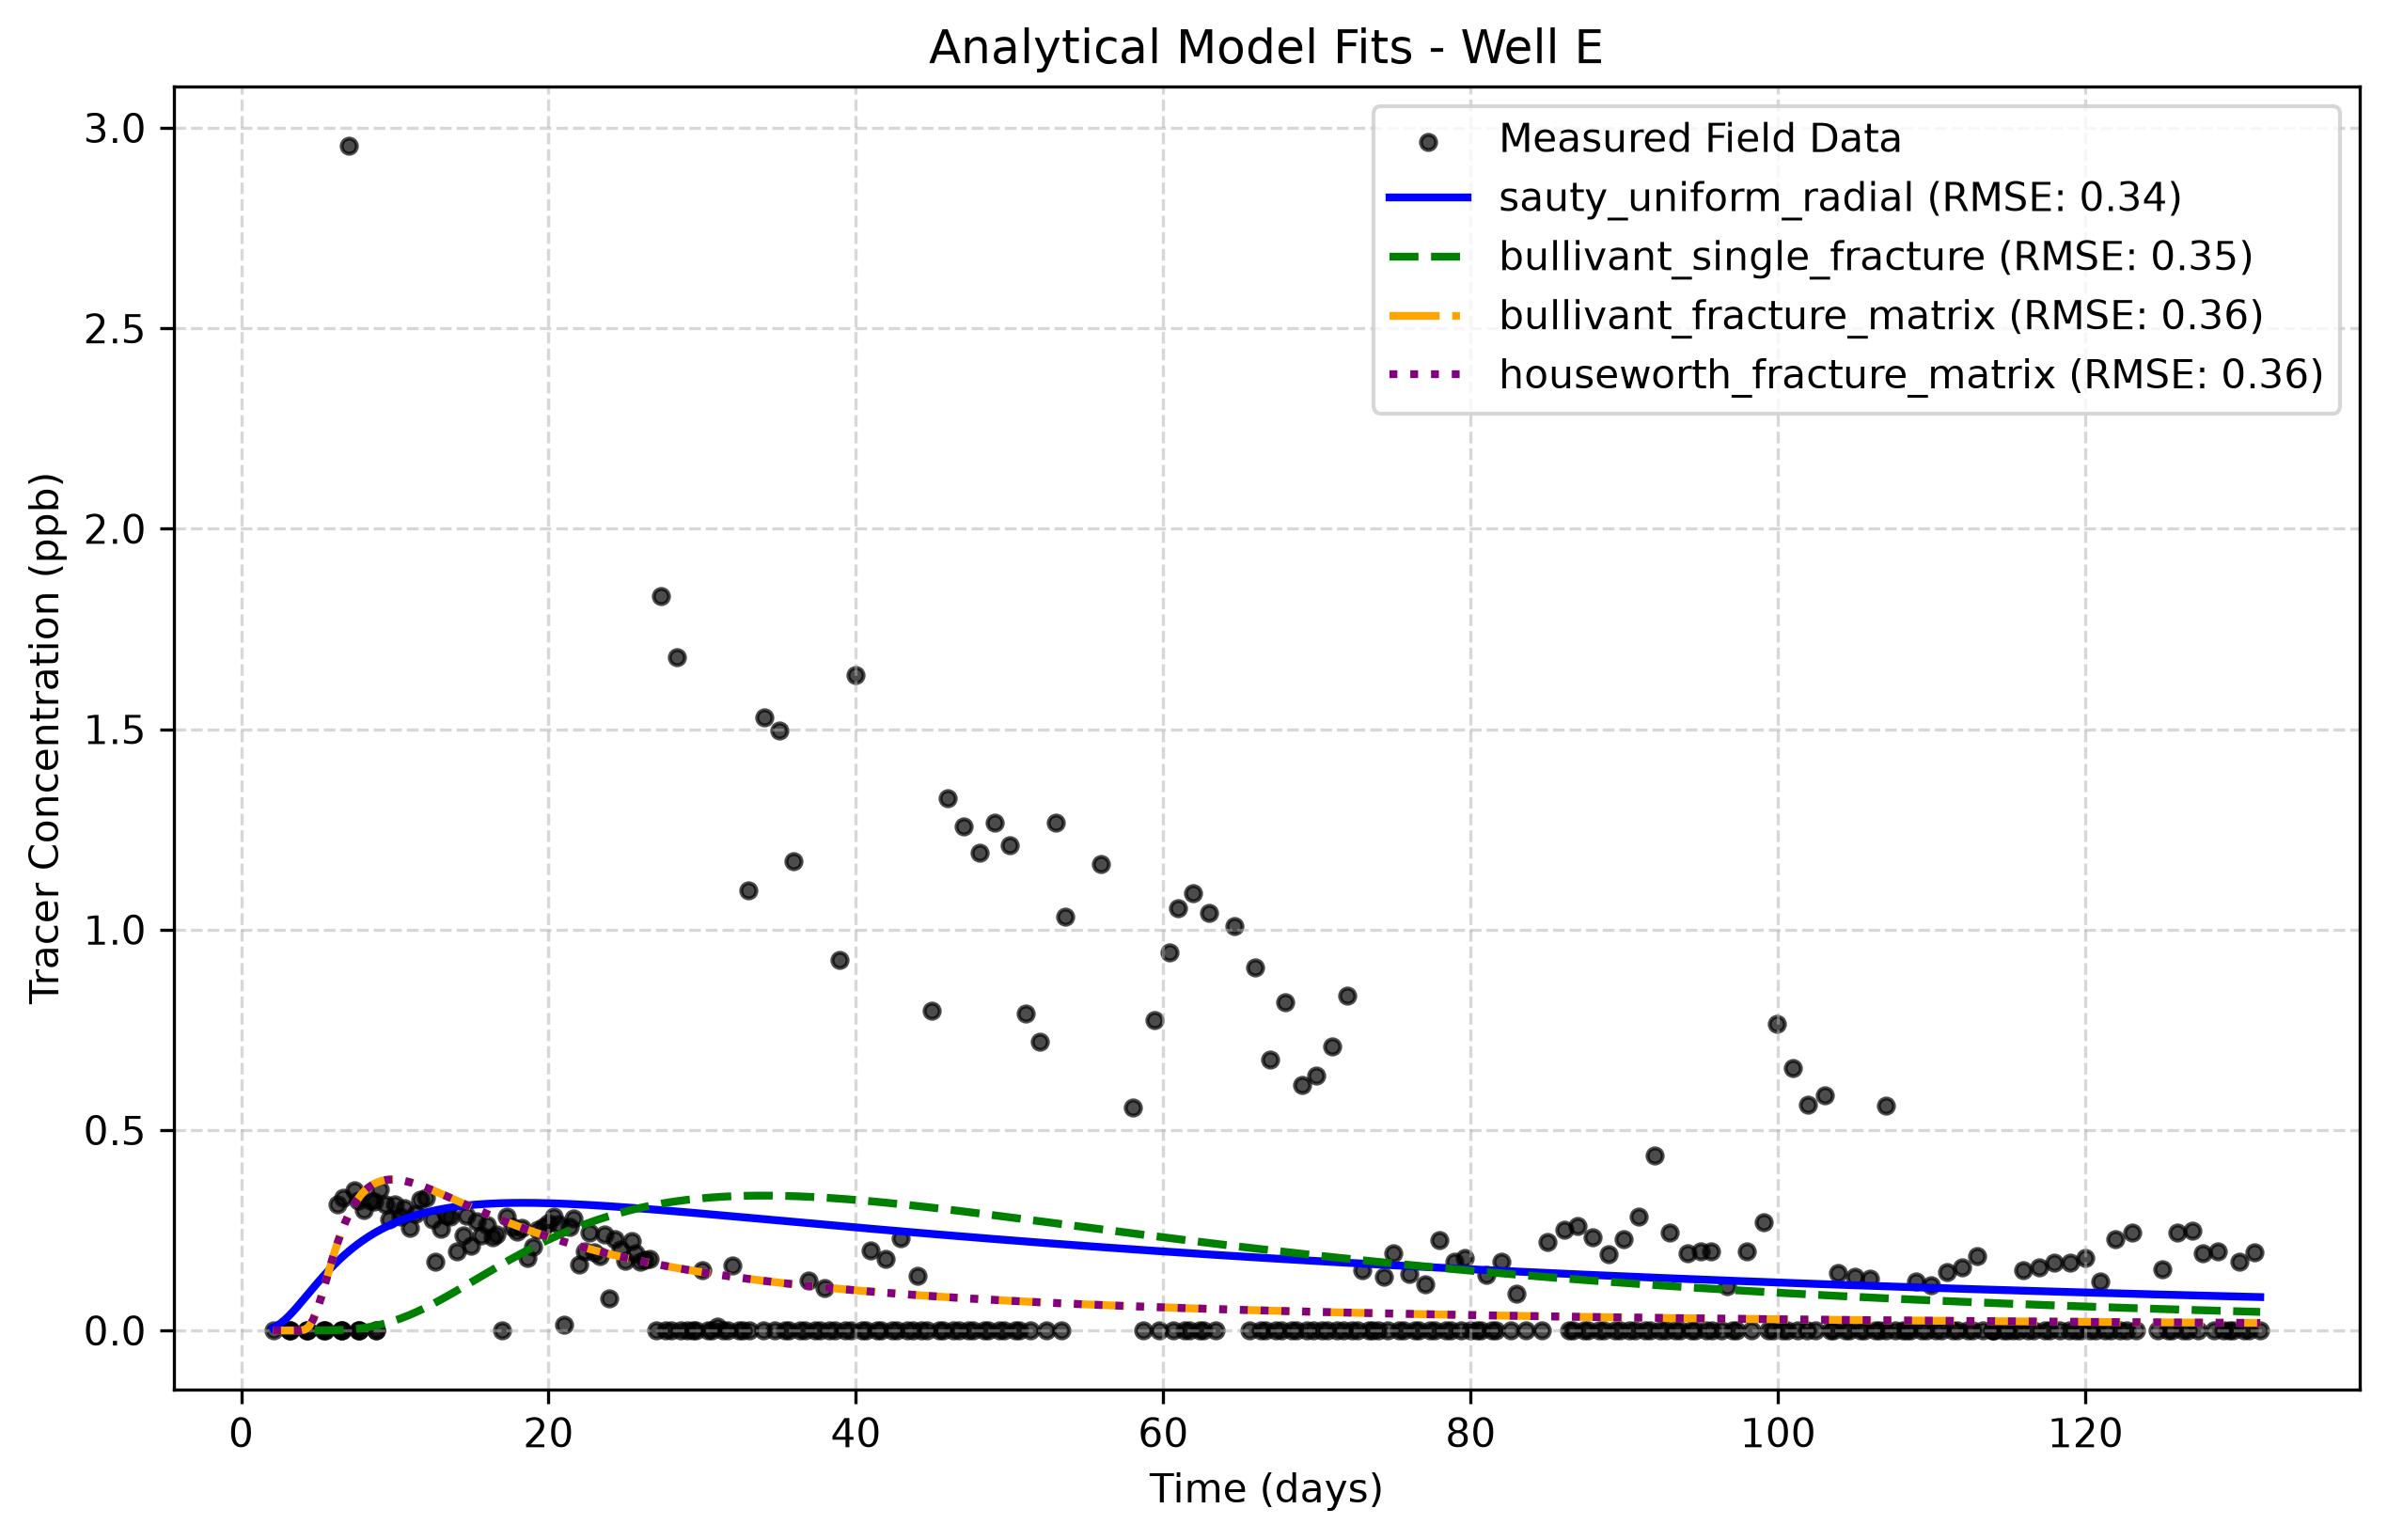 Analytical Model Fits - Well E
Tracer Concentration (ppb)
3.0
2.5
2.0
1.5
1.0
0.5
0.0
Measured Field Data
sauty_uniform_radial (RMSE: 0.34)
bullivant_single_fracture (RMSE: 0.35)
bullivant_fracture_matrix (RMSE: 0.36)
houseworth_fracture_matrix (RMSE: 0.36)
0 20 40 60 80 100 120
Time (days)